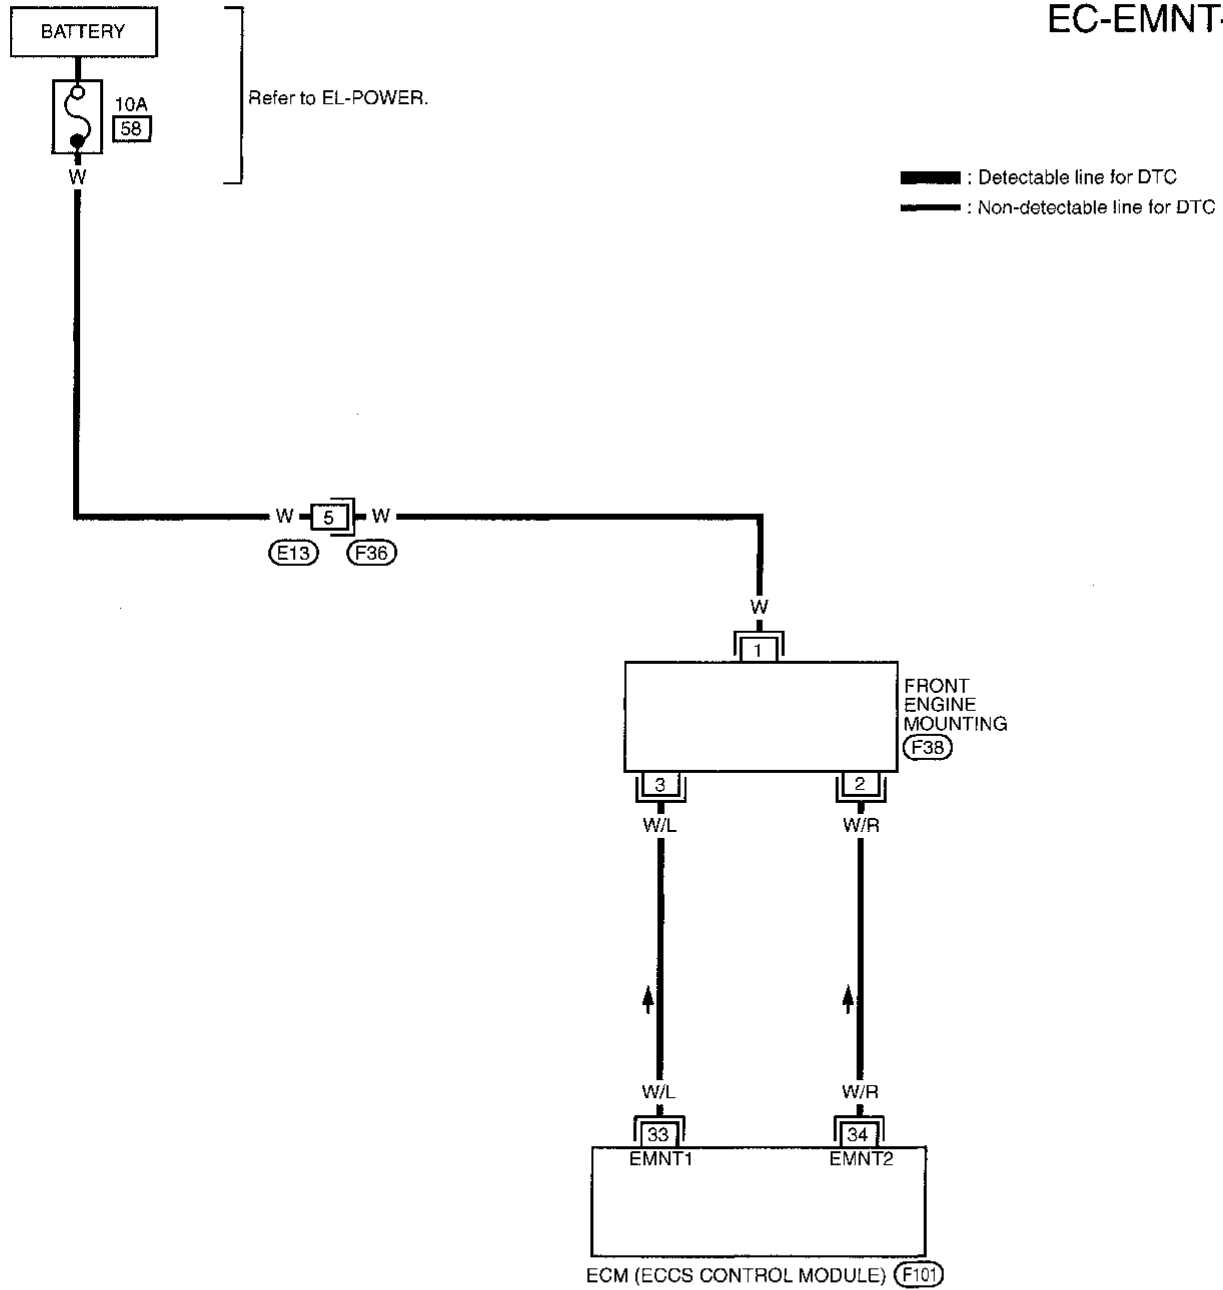 EC-EMNT-
BATTERY
10A
58
Refer to EL-POWER.
W
: Detectable line for DTC
: Non-detectable line for DTC
W 5 W
E13 F36
W
1
FRONT
ENGINE
MOUNTING
F38
3 2
W/L W/R
W/L W/R
33 34
EMNT1 EMNT2
ECM (ECCS CONTROL MODULE) F101